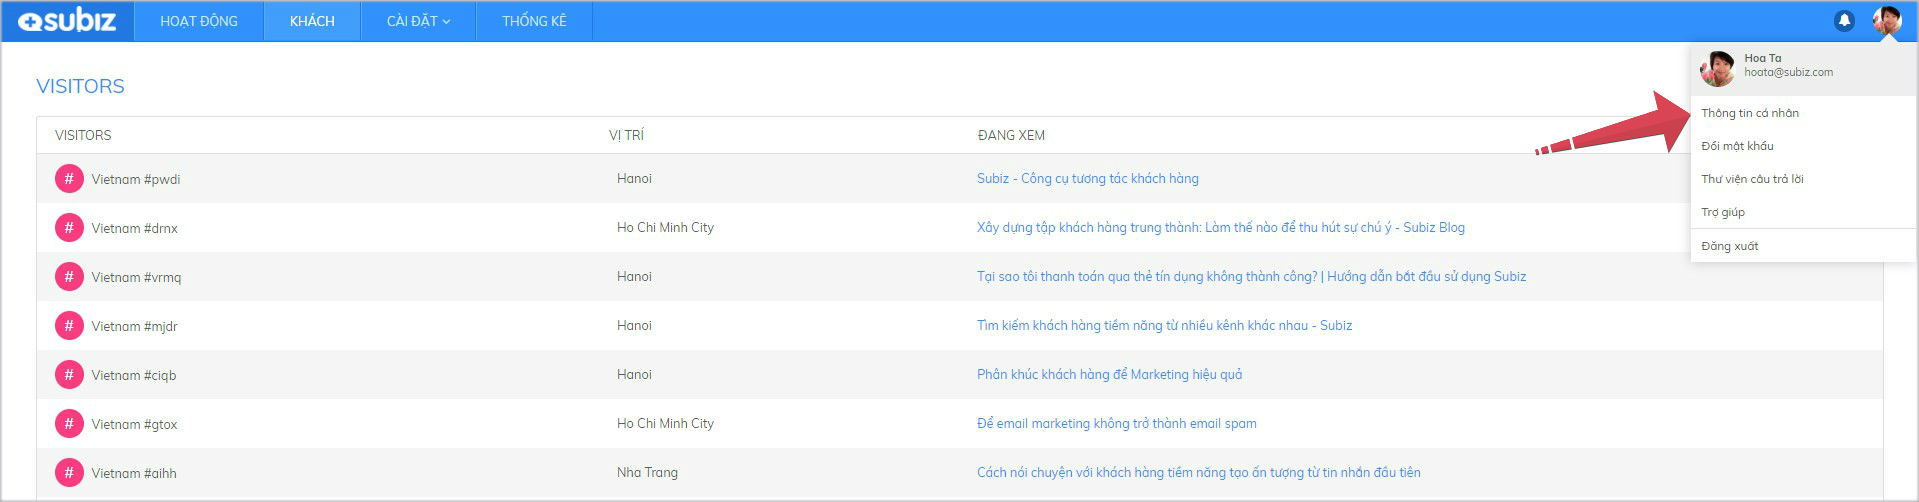 subiz HOẠT ĐỘNG KHÁCH CÀI ĐẶT THỐNG KÊ
Hoa Ta
hoata@subiz.com
Thông tin cá nhân
Đổi mật khẩu
Thư viện câu trả lời
Trợ giúp
Đăng xuất
VISITORS
VISITORS VỊ TRÍ ĐANG XEM
# Vietnam #pwdi Hanoi Subiz - Công cụ tương tác khách hàng
# Vietnam #drnx Ho Chi Minh City Xây dựng tập khách hàng trung thành: Làm thế nào để thu hút sự chú ý - Subiz Blog
# Vietnam #vrmq Hanoi Tại sao tôi thanh toán qua thẻ tín dụng không thành công? | Hướng dẫn bắt đầu sử dụng Subiz
# Vietnam #mjdr Hanoi Tìm kiếm khách hàng tiềm năng từ nhiều kênh khác nhau - Subiz
# Vietnam #ciqb Hanoi Phân khúc khách hàng để Marketing hiệu quả
# Vietnam #gtox Ho Chi Minh City Để email marketing không trở thành email spam
# Vietnam #aihh Nha Trang Cách nói chuyện với khách hàng tiềm năng tạo ấn tượng từ tin nhắn đầu tiên